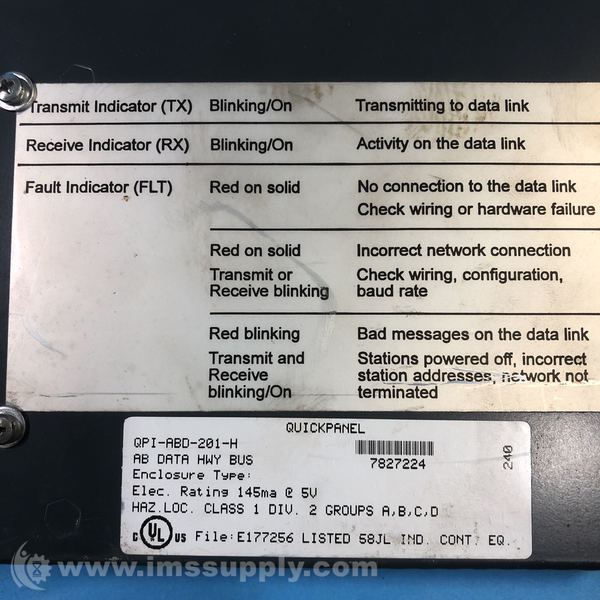 Transmit Indicator (TX) Blinking/On Transmitting to data link
Receive Indicator (RX) Blinking/On Activity on the data link
Fault Indicator (FLT) Red on solid No connection to the data link
Check wiring or hardware failure
Red on solid Incorrect network connection
Transmit or Check wiring, configuration,
Receive blinking baud rate
Red blinking Bad messages on the data link
Transmit and Stations powered off, incorrect
Receive station addresses, network not
blinking/On terminated
QUICKPANEL
QPI-ABD-201-H
AB DATA HWY BUS 7827224
240
Enclosure Type:
Elec. Rating 145ma @ 5V
HAZ.LOC. CLASS 1 DIV. 2 GROUPS A,B,C,D
C UL US File:E177256 LISTED 58JL IND. CONT. EQ.
www.imssupply.com